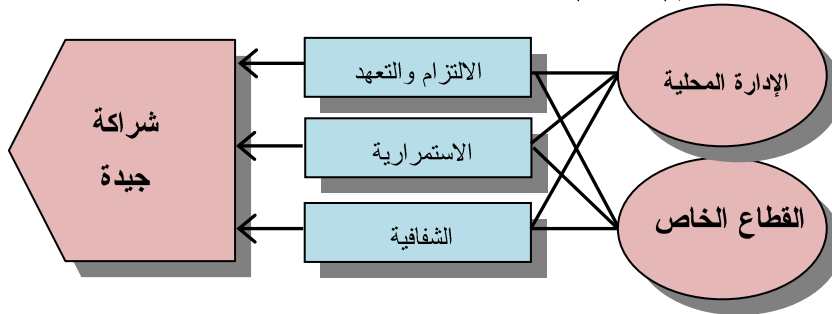 الإدارة المحلية
القطاع الخاص
الالتزام والتعهد
الاستمرارية
الشفافية
شراكة
جيدة